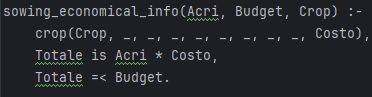 sowing_economical_info(Acri, Budget, Crop) :-
    crop(Crop, _, _, _, _, _, _, _, _, Costo),
    Totale is Acri * Costo,
    Totale =< Budget.